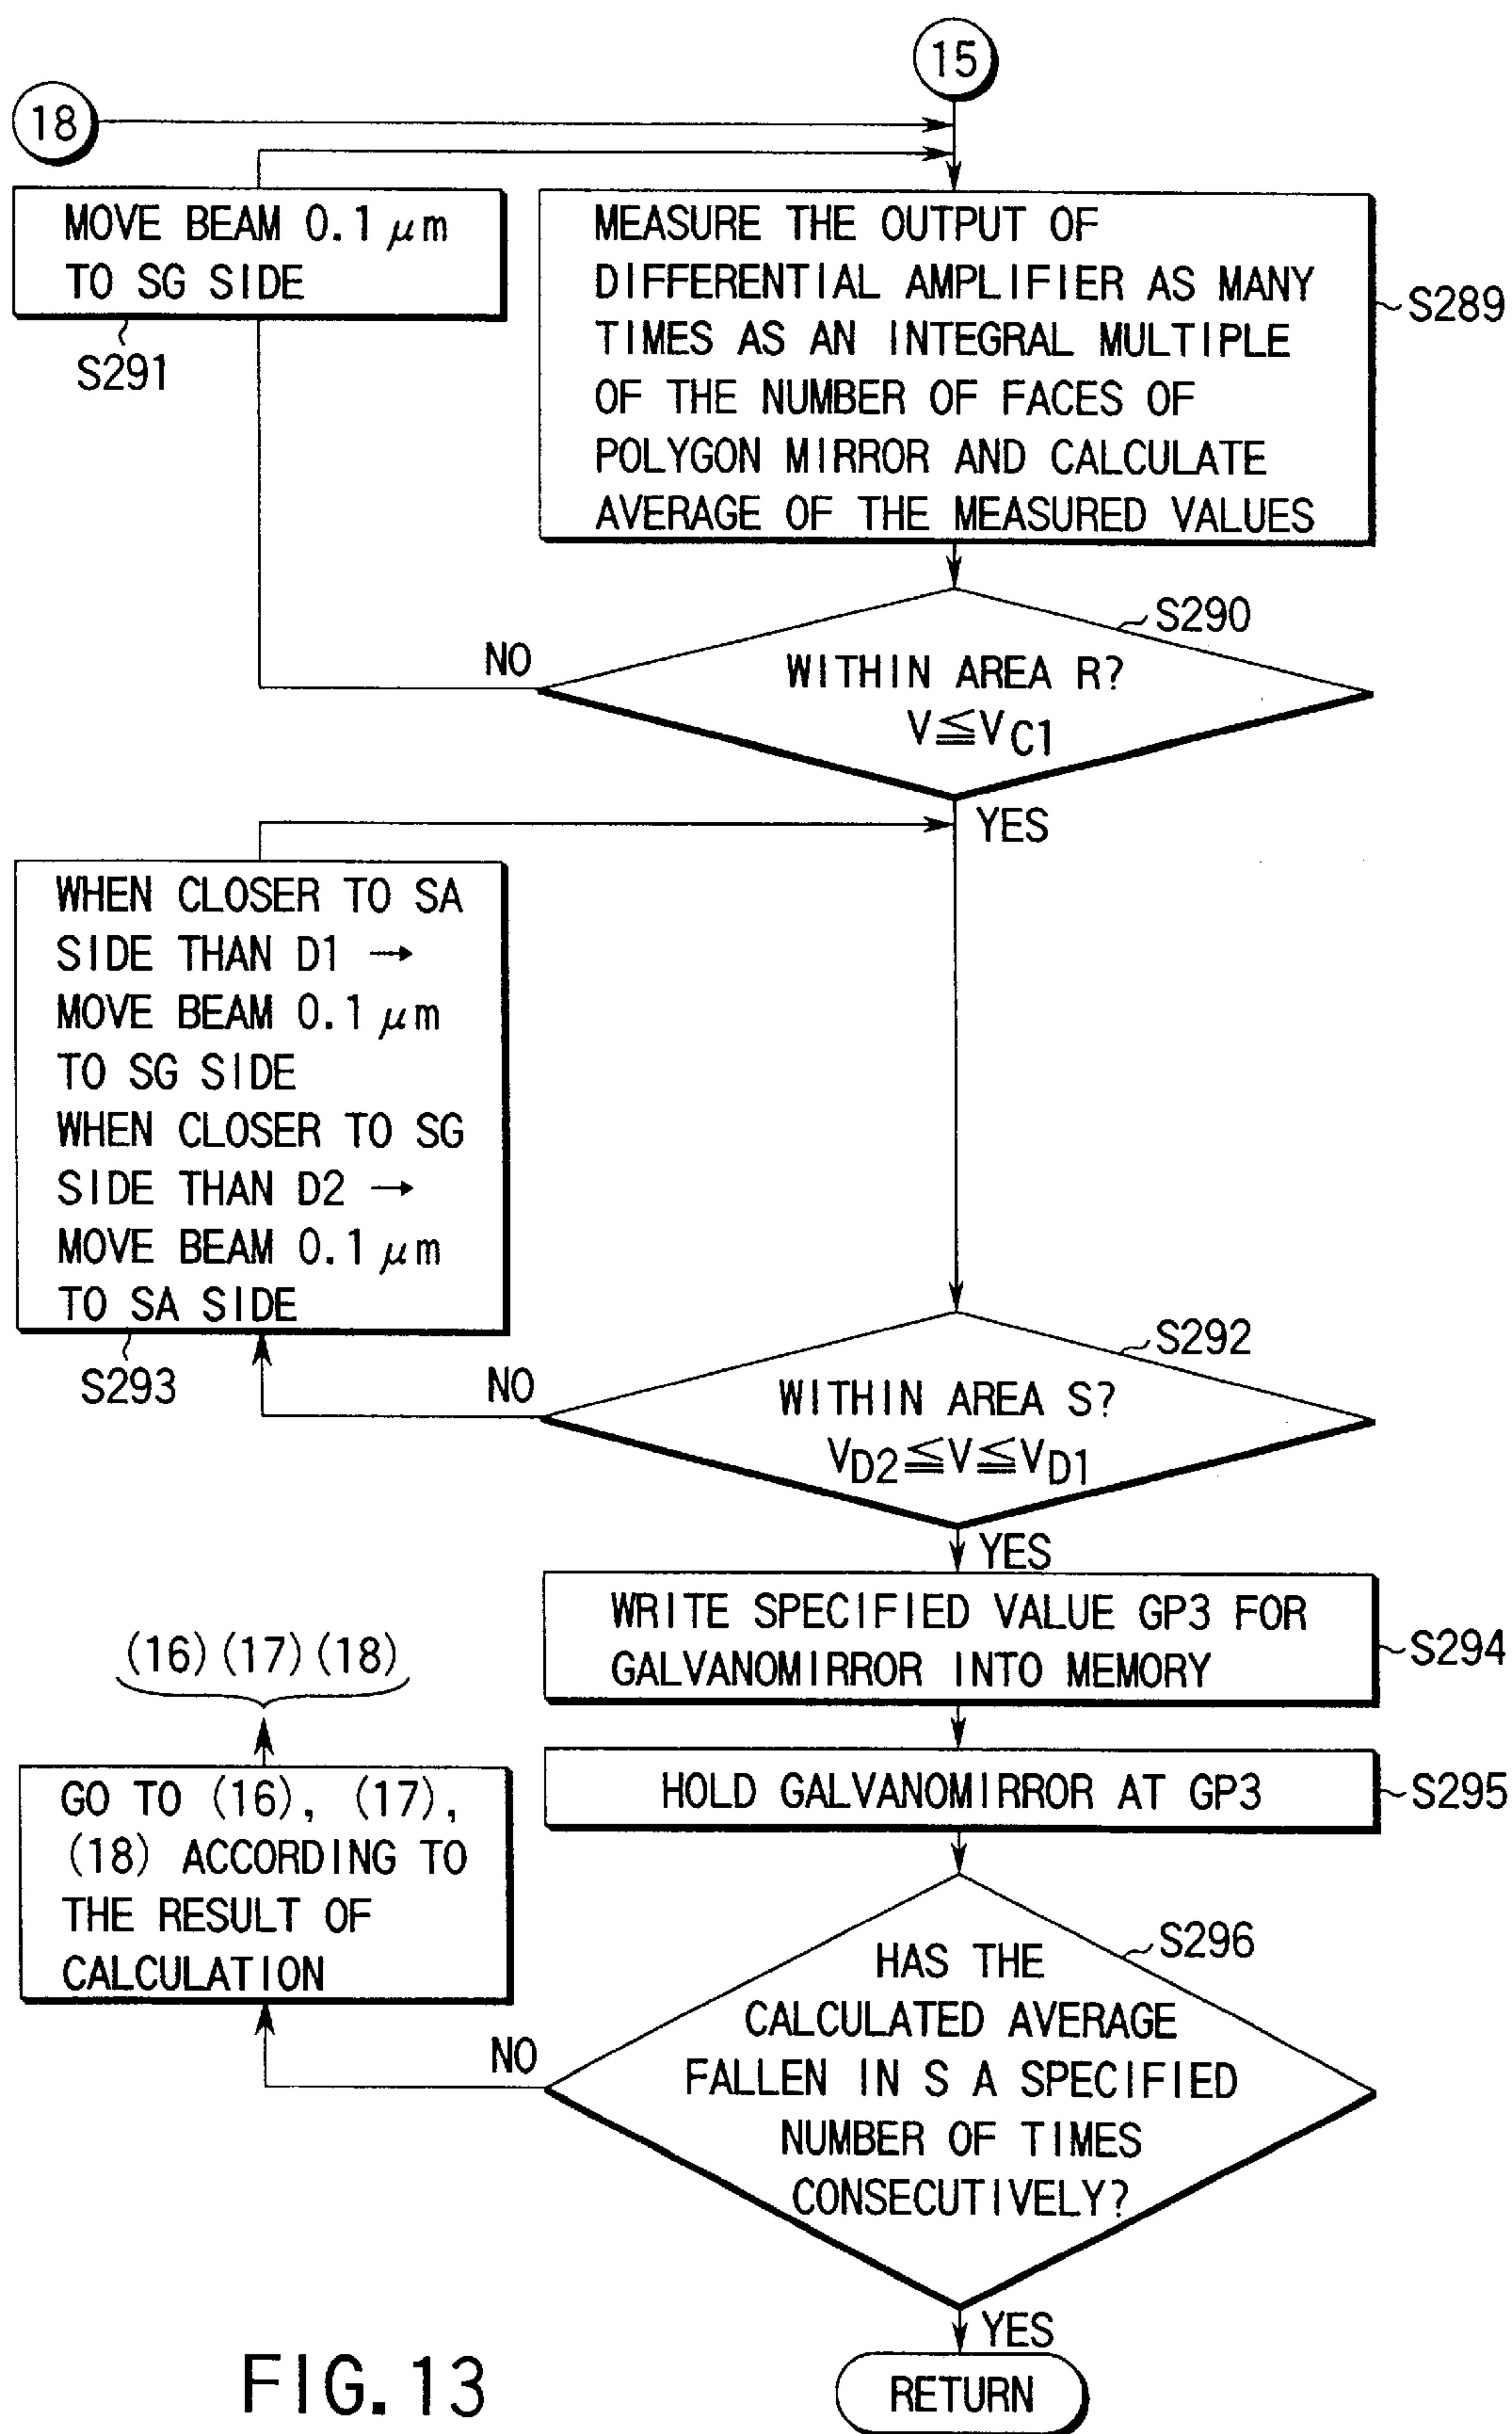 15
18
MOVE BEAM 0.1 μm
TO SG SIDE
S291
MEASURE THE OUTPUT OF
DIFFERENTIAL AMPLIFIER AS MANY
TIMES AS AN INTEGRAL MULTIPLE
OF THE NUMBER OF FACES OF
POLYGON MIRROR AND CALCULATE
AVERAGE OF THE MEASURED VALUES
S289
S290
NO
WITHIN AREA R?
V≦VC1
YES
WHEN CLOSER TO SA
SIDE THAN D1 →
MOVE BEAM 0.1 μm
TO SG SIDE
WHEN CLOSER TO SG
SIDE THAN D2 →
MOVE BEAM 0.1 μm
TO SA SIDE
S293
S292
NO
WITHIN AREA S?
VD2≦V≦VD1
YES
WRITE SPECIFIED VALUE GP3 FOR
GALVANOMIRROR INTO MEMORY
S294
(16)(17)(18)
HOLD GALVANOMIRROR AT GP3
S295
GO TO (16), (17),
(18) ACCORDING TO
THE RESULT OF
CALCULATION
S296
NO
HAS THE
CALCULATED AVERAGE
FALLEN IN S A SPECIFIED
NUMBER OF TIMES
CONSECUTIVELY?
YES
RETURN
FIG.13